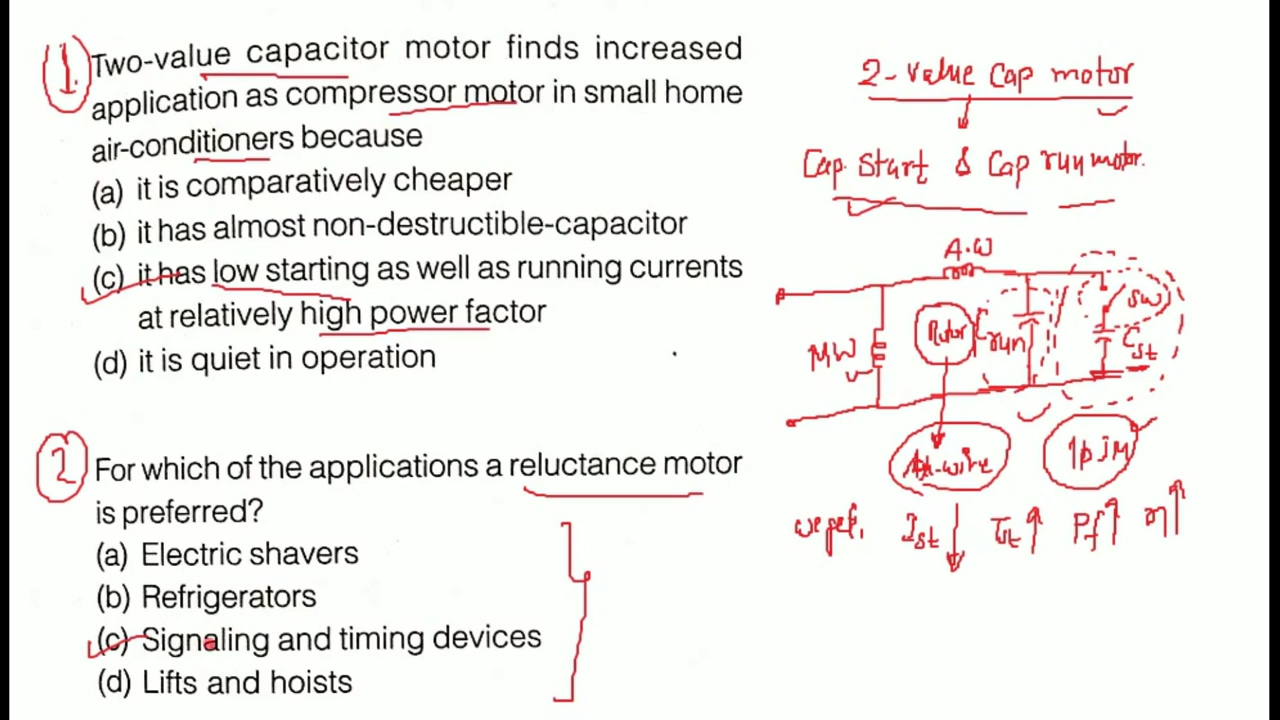 1.
Two-value capacitor motor finds increased
application as compressor motor in small home
air-conditioners because
(a) it is comparatively cheaper
(b) it has almost non-destructible-capacitor
(c) it has low starting as well as running currents
at relatively high power factor
(d) it is quiet in operation
2
For which of the applications a reluctance motor
is preferred?
(a) Electric shavers
(b) Refrigerators
(c) Signaling and timing devices
(d) Lifts and hoists
2-value Cap motor
Cap. Start & Cap run motor.
A.W
MW
Rotor
Crun
SW
Cst
1φ IM
we get.
Ist ↓
↑
Pf↑
η↑